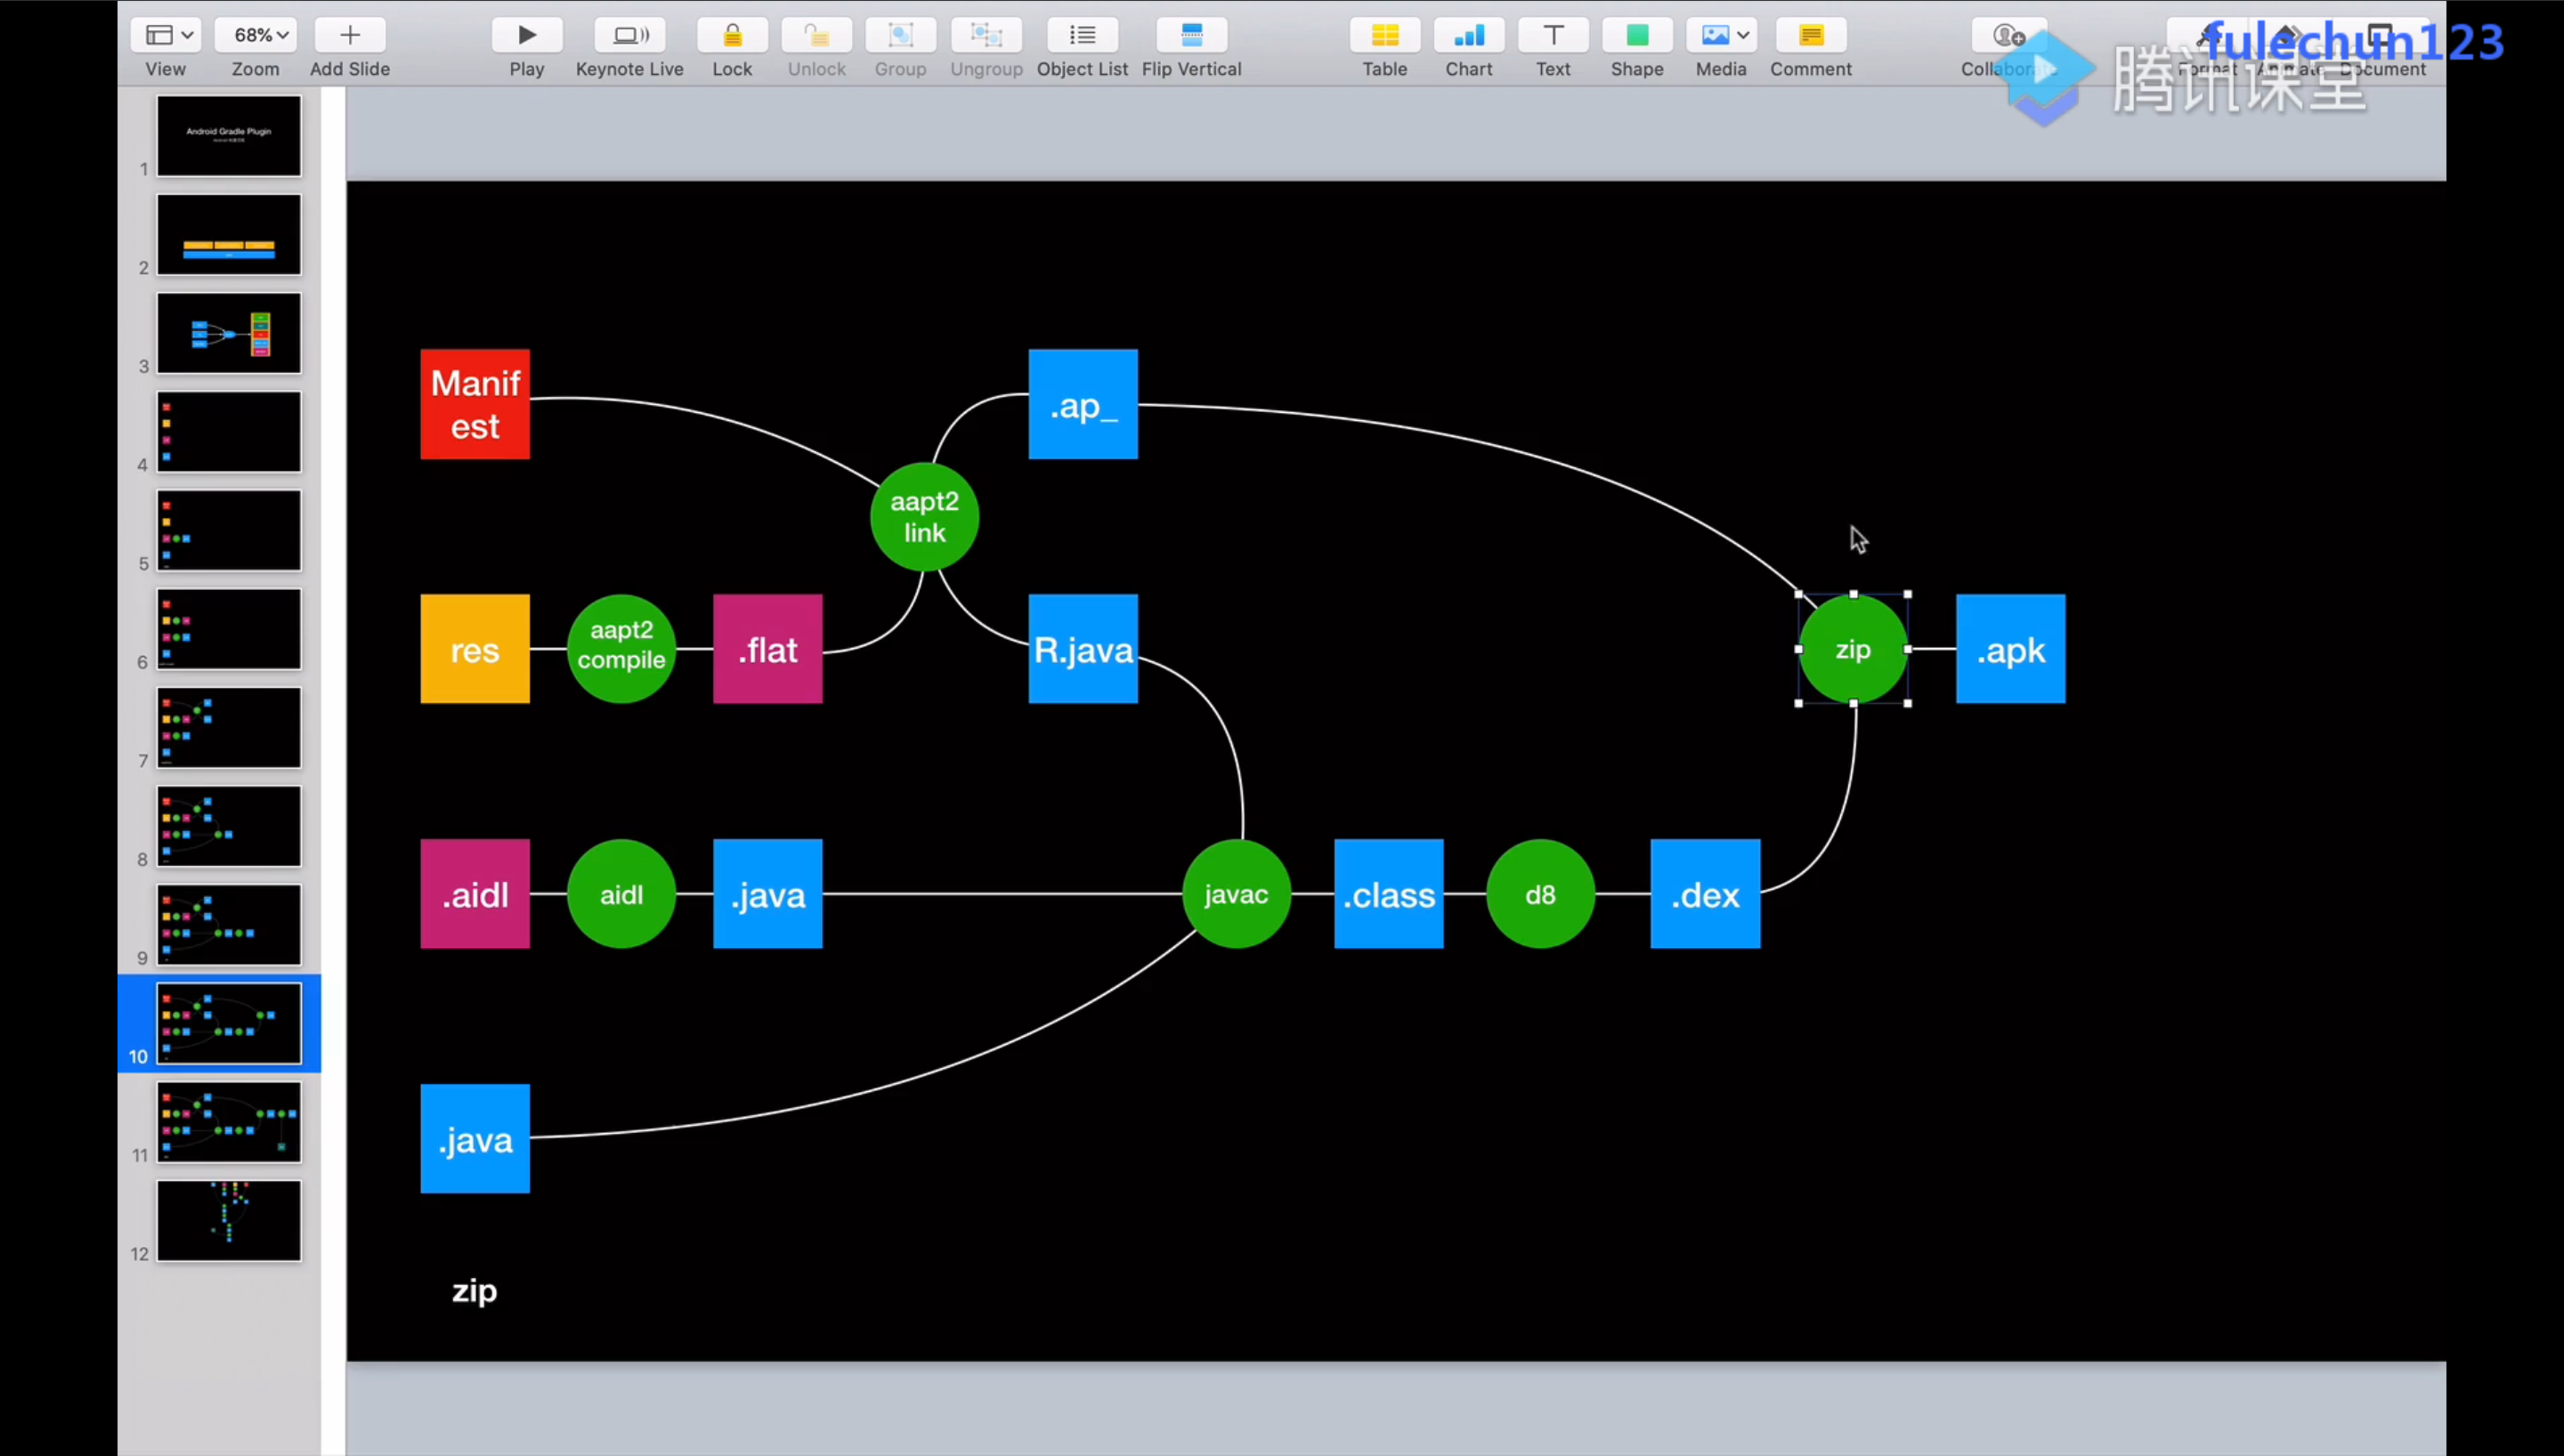 68%
View
Zoom
Add Slide
Play
Keynote Live
Lock
Unlock
Group
Ungroup
Object List
Flip Vertical
Table
Chart
Text
Shape
Media
Comment
Collaborate
Format
Animate
Document
fulechun123
腾讯课堂
Android Gradle Plugin
1
2
3
4
5
6
7
8
9
10
11
12
Manif
est
.ap_
aapt2
link
res
aapt2
compile
.flat
R.java
zip
.apk
.aidl
aidl
.java
javac
.class
d8
.dex
.java
zip